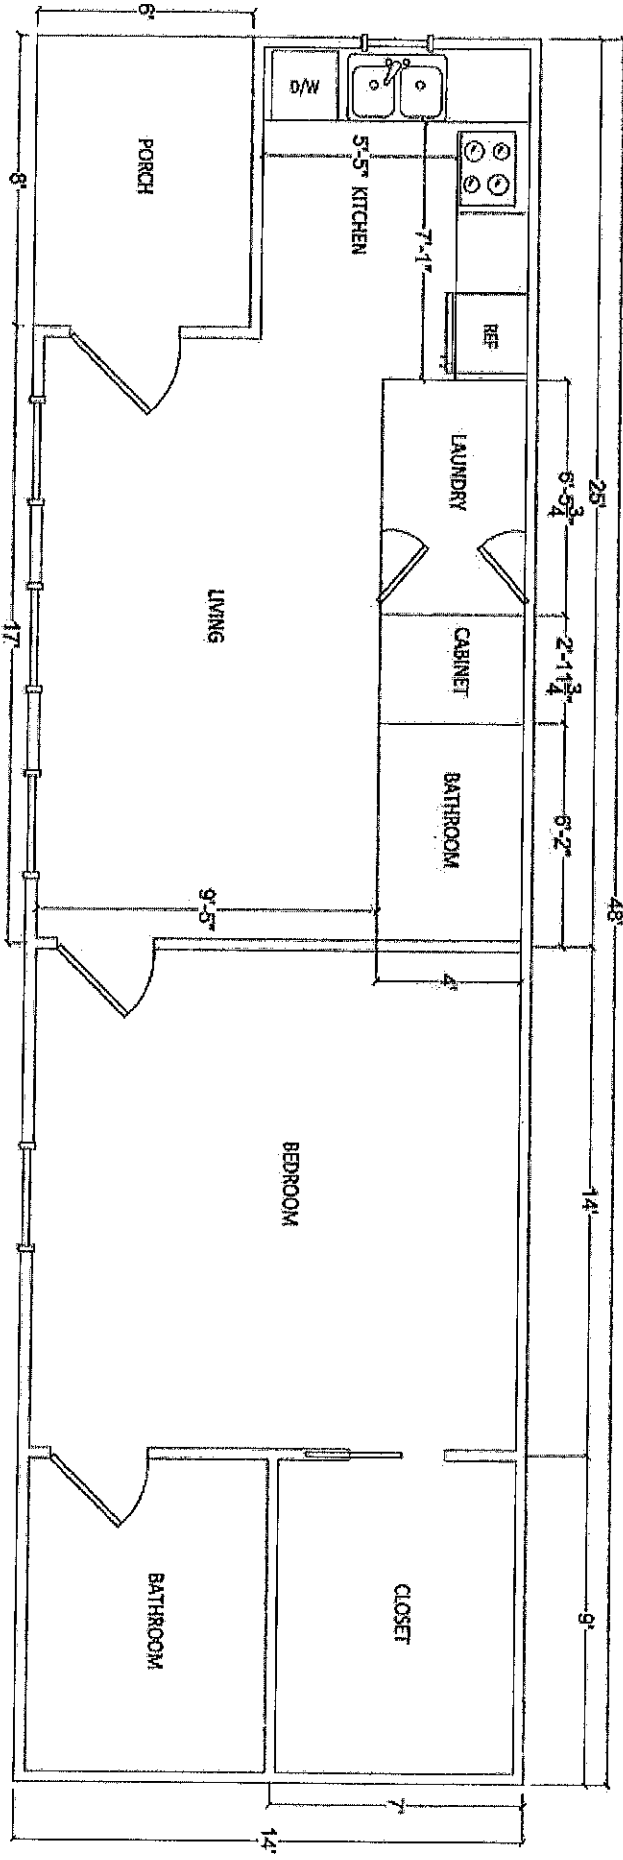 48'
25'
14'
9'
6'-5 3/4"
2'-11 3/4"
6'-2"
REF
LAUNDRY
CABINET
BATHROOM
4'
7'
7'-1"
CLOSET
5'-5"
KITCHEN
D/W
BEDROOM
14'
LIVING
9'-5"
6'
PORCH
BATHROOM
8'
17'